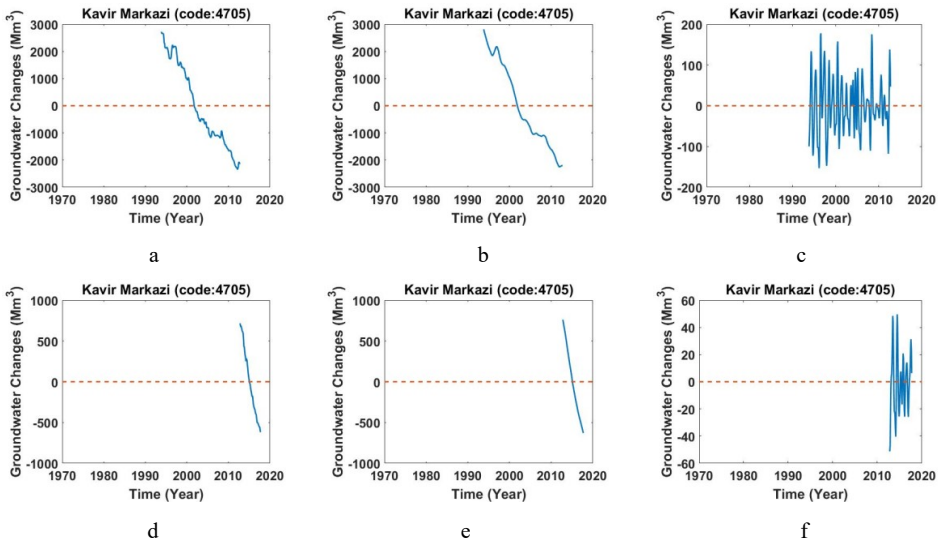 Kavir Markazi (code:4705)
Groundwater Changes (Mm³)
3000
2000
1000
0
-1000
-2000
-3000
1970 1980 1990 2000 2010 2020
Time (Year)
a
Kavir Markazi (code:4705)
Groundwater Changes (Mm³)
3000
2000
1000
0
-1000
-2000
-3000
1970 1980 1990 2000 2010 2020
Time (Year)
b
Kavir Markazi (code:4705)
Groundwater Changes (Mm³)
200
100
0
-100
-200
1970 1980 1990 2000 2010 2020
Time (Year)
c
Kavir Markazi (code:4705)
Groundwater Changes (Mm³)
1000
500
0
-500
-1000
1970 1980 1990 2000 2010 2020
Time (Year)
d
Kavir Markazi (code:4705)
Groundwater Changes (Mm³)
1000
500
0
-500
-1000
1970 1980 1990 2000 2010 2020
Time (Year)
e
Kavir Markazi (code:4705)
Groundwater Changes (Mm³)
60
40
20
0
-20
-40
-60
1970 1980 1990 2000 2010 2020
Time (Year)
f